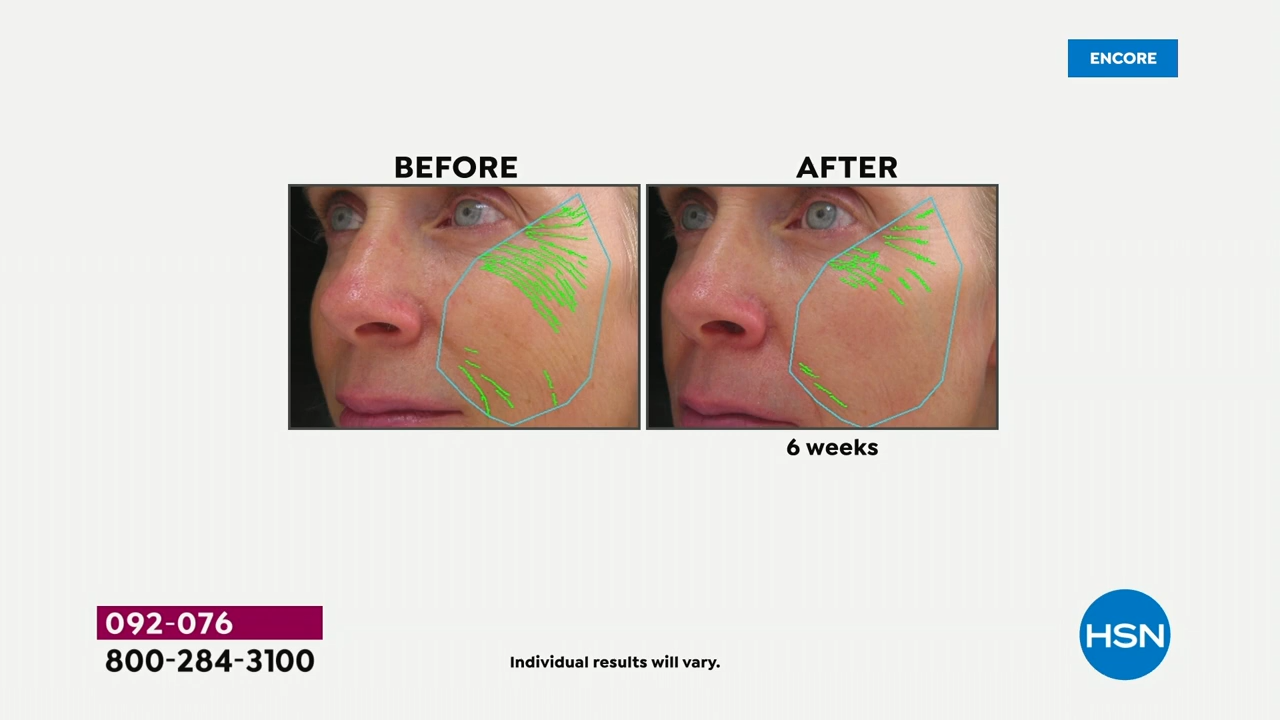 ENCORE
BEFORE
AFTER
6 weeks
092-076
800-284-3100
Individual results will vary.
HSN